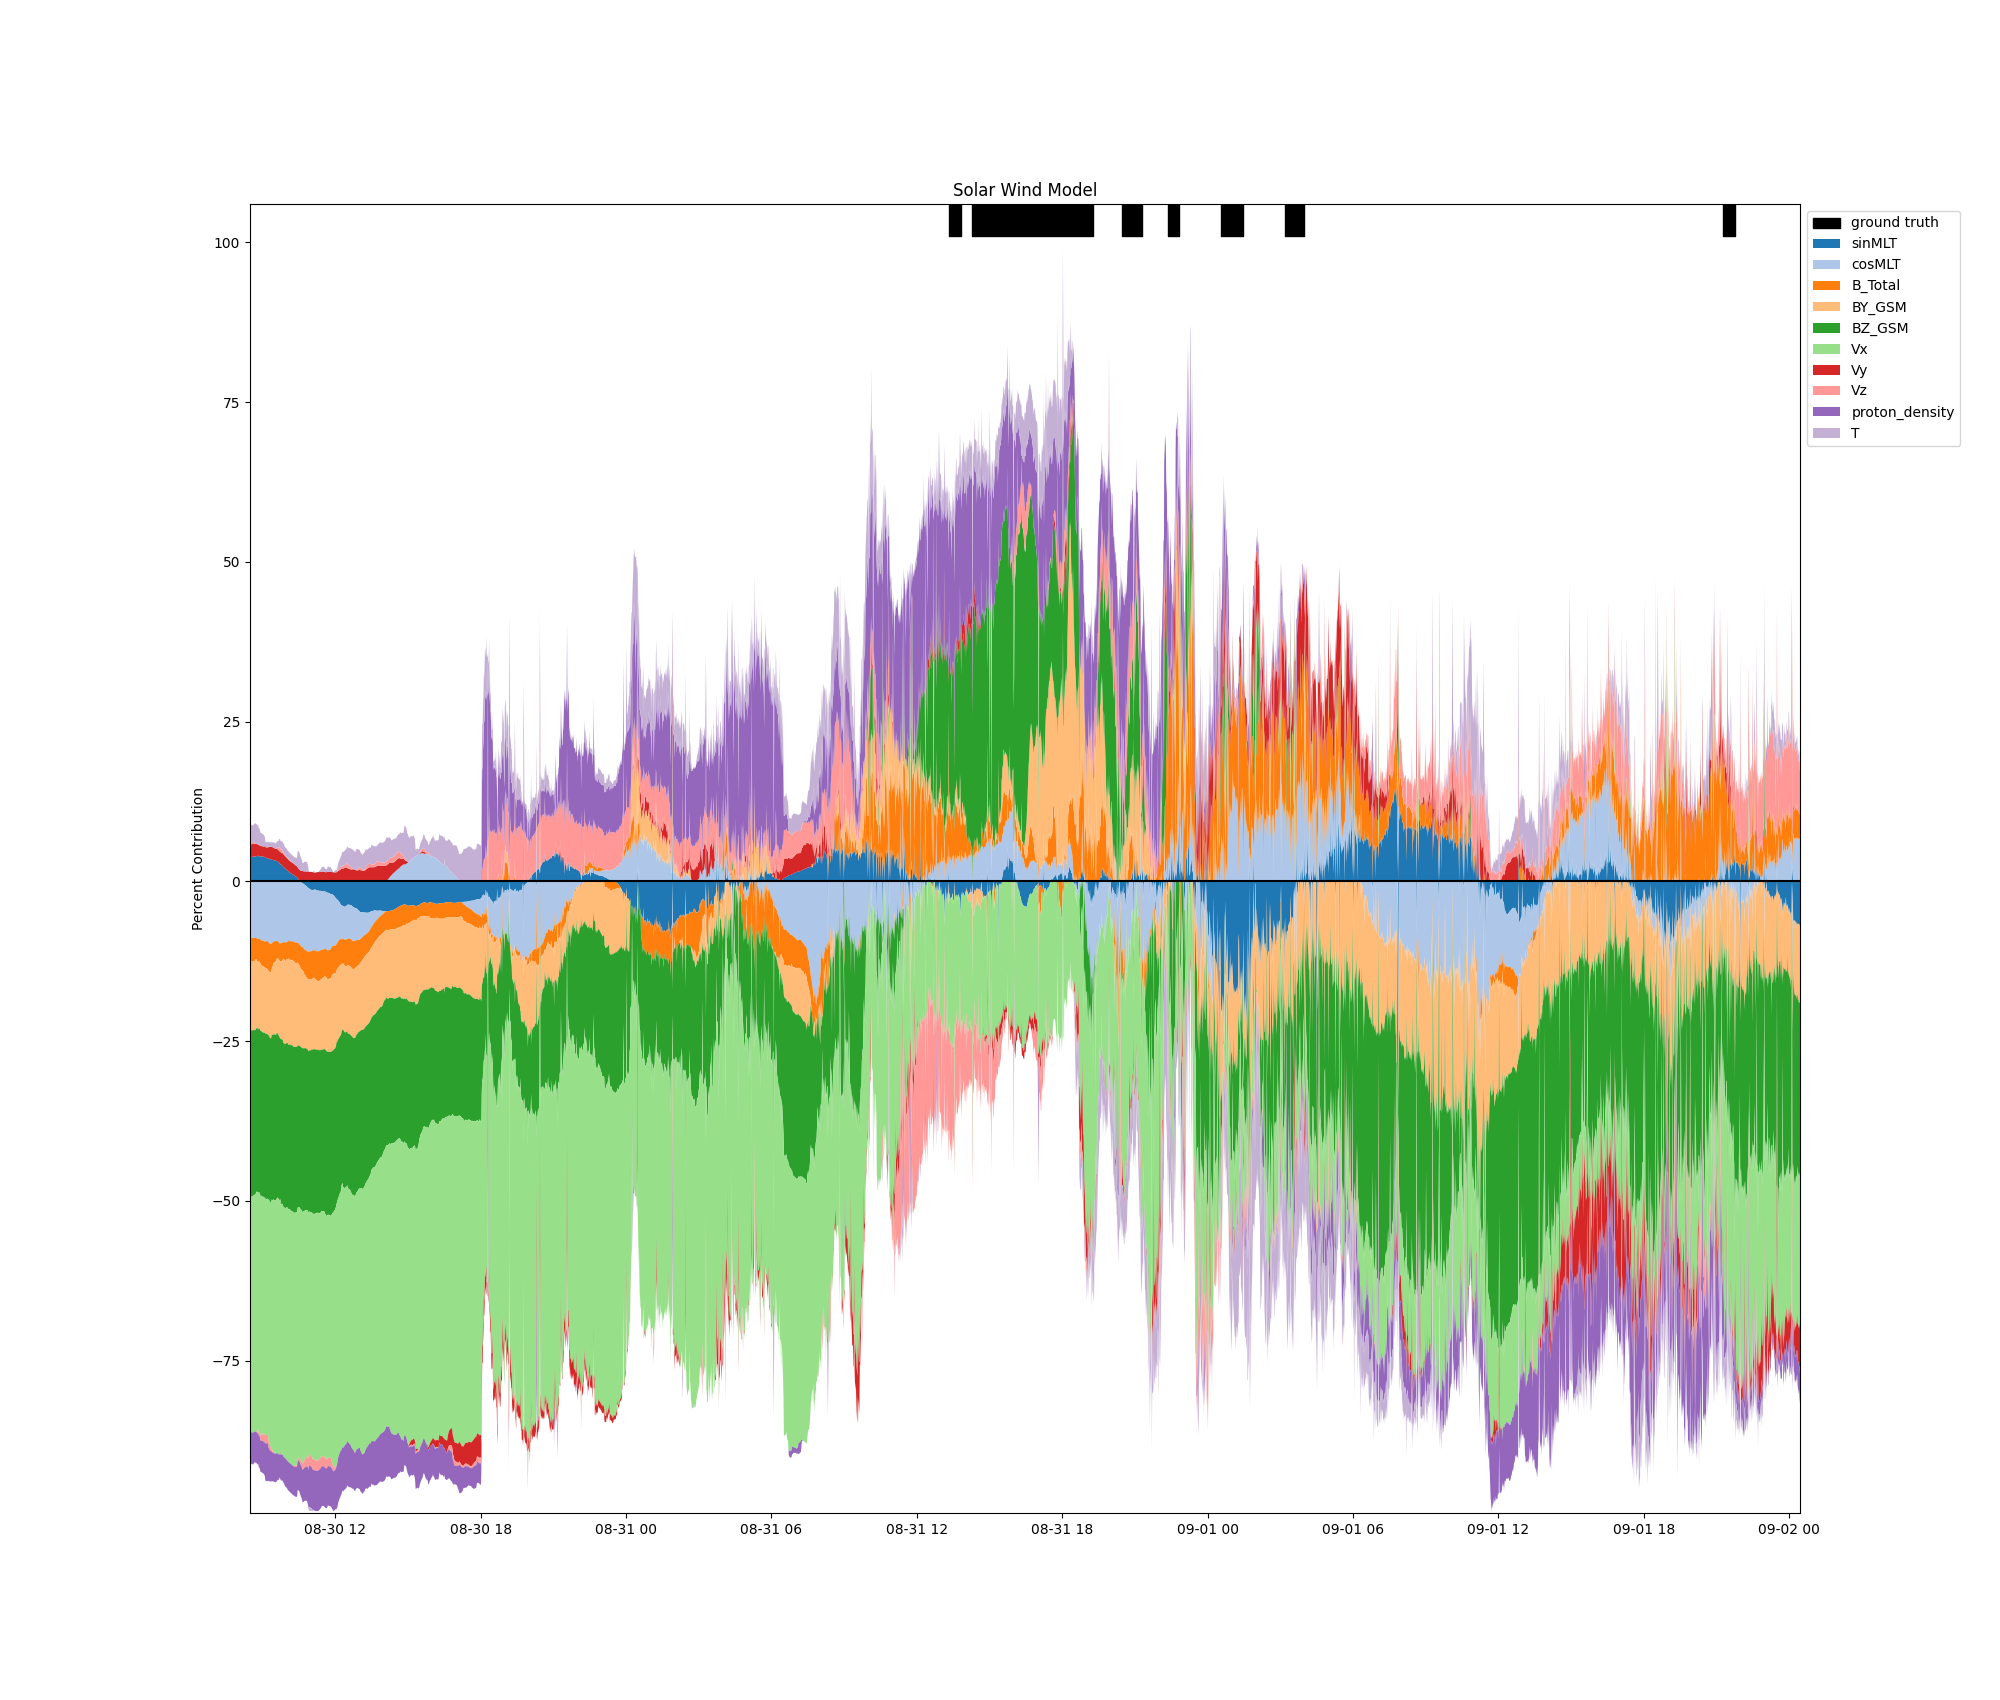 Solar Wind Model
100
75
50
25
0
−25
−50
−75
Percent Contribution
08-30 12
08-30 18
08-31 00
08-31 06
08-31 12
08-31 18
09-01 00
09-01 06
09-01 12
09-01 18
09-02 00
ground truth
sinMLT
cosMLT
B_Total
BY_GSM
BZ_GSM
Vx
Vy
Vz
proton_density
T